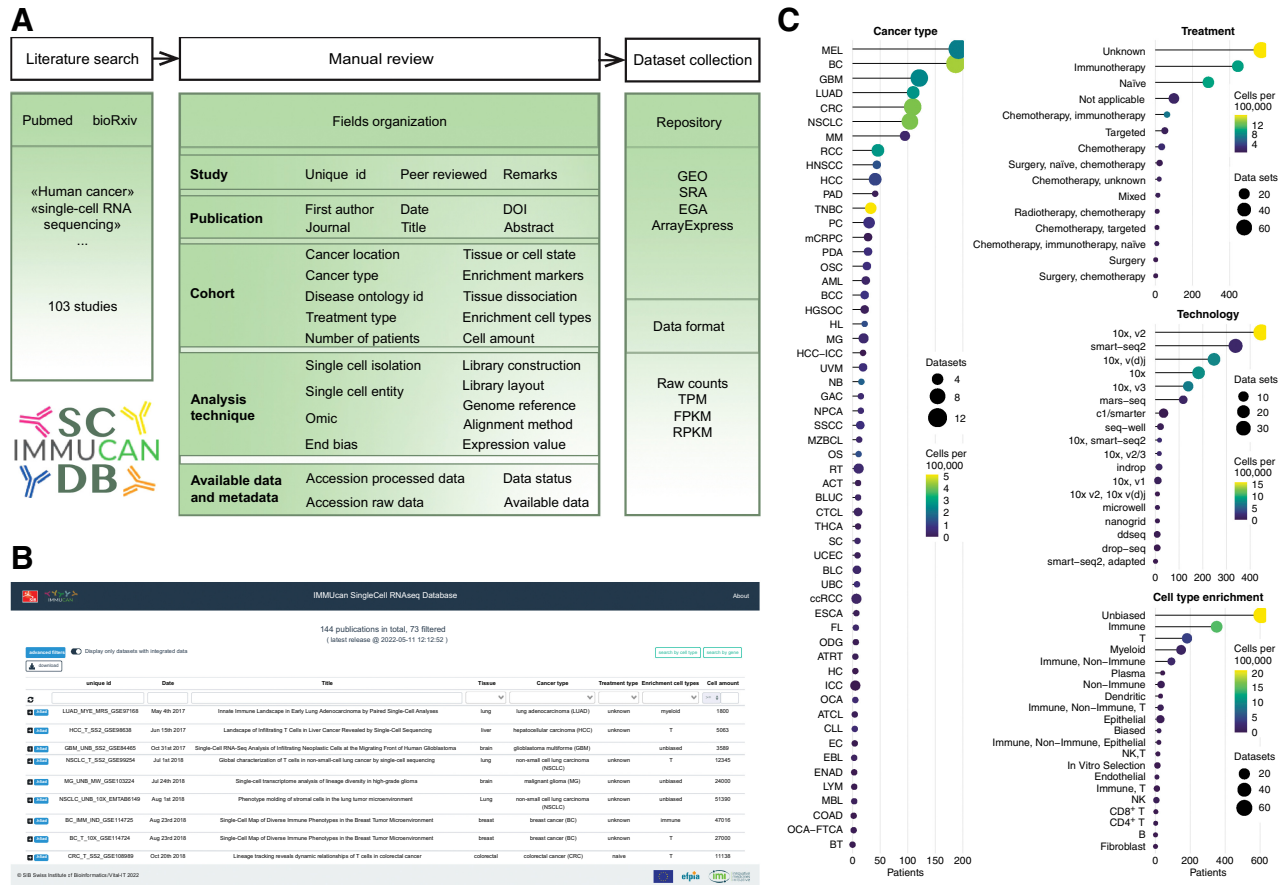 A
Literature search
Manual review
Dataset collection
Pubmed bioRxiv
«Human cancer»
«single-cell RNA
sequencing»
...
103 studies
Fields organization
Study Unique id Peer reviewed Remarks
Publication First author Date DOI
Journal Title Abstract
Cohort
Cancer location Tissue or cell state
Cancer type Enrichment markers
Disease ontology id Tissue dissociation
Treatment type Enrichment cell types
Number of patients Cell amount
Analysis
technique
Single cell isolation Library construction
Single cell entity Library layout
Omic Genome reference
Alignment method
End bias Expression value
Available data
and metadata
Accession processed data Data status
Accession raw data Available data
Repository
GEO
SRA
EGA
ArrayExpress
Data format
Raw counts
TPM
FPKM
RPKM
SC
IMMUCAN
DB
B
IMMUcan SingleCell RNAseq Database
About
144 publications in total, 73 filtered
( latest release @ 2022-05-11 12:12:52 )
advanced filters Display only datasets with integrated data search by cell type search by gene
download
unique id Date Title Tissue Cancer type Treatment type Enrichment cell types Cell amount
LUAD_MYE_MRS_GSE97168 May 4th 2017 Innate Immune Landscape in Early Lung Adenocarcinoma by Paired Single-Cell Analyses lung lung adenocarcinoma (LUAD) unknown myeloid 1800
HCC_T_SS2_GSE98638 Jun 15th 2017 Landscape of Infiltrating T Cells in Liver Cancer Revealed by Single-Cell Sequencing liver hepatocellular carcinoma (HCC) unknown T 5063
GBM_UNB_SS2_GSE84465 Oct 31st 2017 Single-Cell RNA-Seq Analysis of Infiltrating Neoplastic Cells at the Migrating Front of Human Glioblastoma brain glioblastoma multiforme (GBM) unbiased 3589
NSCLC_T_SS2_GSE99254 Jul 1st 2018 Global characterization of T cells in non-small-cell lung cancer by single-cell sequencing lung non-small cell lung cancer (NSCLC) unknown T 12345
MG_UNB_MW_GSE103224 Jul 24th 2018 Single-cell transcriptome analysis of lineage diversity in high-grade glioma brain malignant glioma (MG) unknown unbiased 24000
NSCLC_UNB_10X_EMTAB6149 Aug 1st 2018 Phenotype molding of stromal cells in the lung tumor microenvironment Lung non-small cell lung cancer (NSCLC) unknown unbiased 51390
BC_IMM_IND_GSE114725 Aug 23rd 2018 Single-Cell Map of Diverse Immune Phenotypes in the Breast Tumor Microenvironment breast breast cancer (BC) unknown immune 47016
BC_T_10X_GSE114724 Aug 23rd 2018 Single-Cell Map of Diverse Immune Phenotypes in the Breast Tumor Microenvironment breast breast cancer (BC) unknown T 27000
CRC_T_SS2_GSE108989 Oct 20th 2018 Lineage tracking reveals dynamic relationships of T cells in colorectal cancer colorectal colorectal cancer (CRC) naive T 11138
© SIB Swiss Institute of Bioinformatics/Vital-IT 2022
efpia
imi
C
Cancer type
MEL
BC
GBM
LUAD
CRC
NSCLC
MM
RCC
HNSCC
HCC
PAD
TNBC
PC
mCRPC
PDA
OSC
AML
BCC
HGSOC
HL
MG
HCC–ICC
UVM
NB
GAC
NPCA
SSCC
MZBCL
OS
RT
ACT
BLUC
CTCL
THCA
SC
UCEC
BLC
UBC
ccRCC
ESCA
FL
ODG
ATRT
HC
ICC
OCA
ATCL
CLL
EC
EBL
ENAD
LYM
MBL
COAD
OCA–FTCA
BT
0 50 100 150 200
Patients
Datasets
4
8
12
Cells per
100,000
5
4
3
2
1
0
Treatment
Unknown
Immunotherapy
Naïve
Not applicable
Chemotherapy, immunotherapy
Targeted
Chemotherapy
Surgery, naïve, chemotherapy
Chemotherapy, unknown
Mixed
Radiotherapy, chemotherapy
Chemotherapy, targeted
Chemotherapy, immunotherapy, naïve
Surgery
Surgery, chemotherapy
0 200 400
Cells per
100,000
12
8
4
Data sets
20
40
60
Technology
10x, v2
smart–seq2
10x, v(d)j
10x
10x, v3
mars–seq
c1/smarter
seq–well
10x, smart–seq2
10x, v2/3
indrop
10x, v1
10x v2, 10x v(d)j
microwell
nanogrid
ddseq
drop–seq
smart–seq2, adapted
0 100 200 300 400
Data sets
10
20
30
Cells per
100,000
15
10
5
0
Cell type enrichment
Unbiased
Immune
T
Myeloid
Immune, Non–Immune
Plasma
Non–Immune
Dendritic
Immune, Non–Immune, T
Epithelial
Biased
Immune, Non–Immune, Epithelial
NK,T
In Vitro Selection
Endothelial
Immune, T
NK
CD8⁺ T
CD4⁺ T
B
Fibroblast
0 200 400 600
Patients
Cells per
100,000
20
15
10
5
0
Datasets
20
40
60